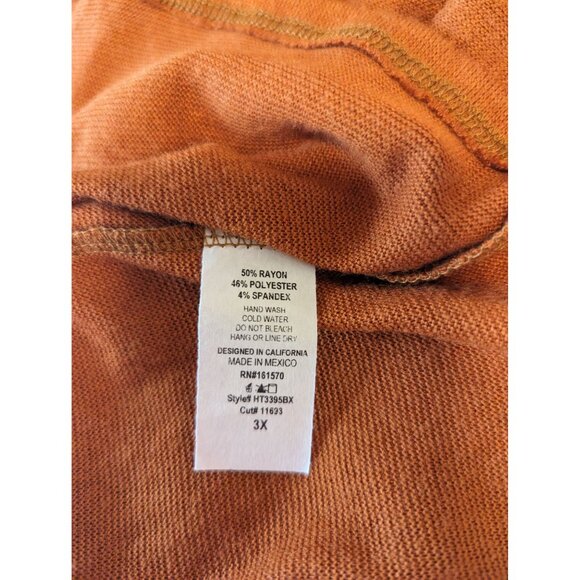 50% RAYON
46% POLYESTER
4% SPANDEX
HAND WASH
COLD WATER
DO NOT BLEACH
HANG OR LINE DRY
DESIGNED IN CALIFORNIA
MADE IN MEXICO
RN#161570
Style# HT3395BX
Cut# 11633
3X